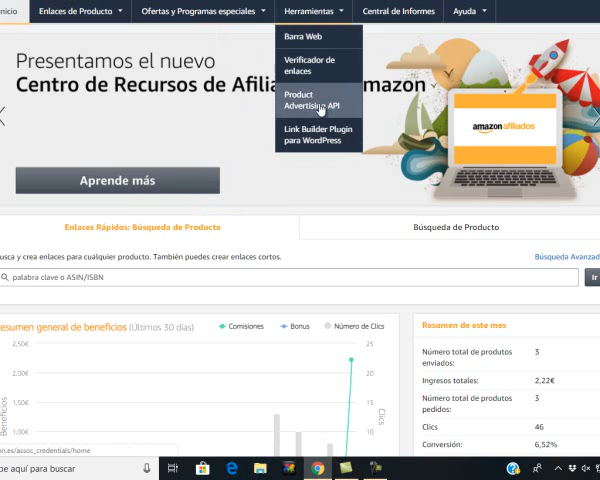 nicio
Enlaces de Producto
Ofertas y Programas especiales
Herramientas
Central de Informes
Ayuda
Barra Web
Verificador de
enlaces
Product
Advertising API
Link Builder Plugin
para WordPress
Presentamos el nuevo
Centro de Recursos de Afilia
mazon
amazon afiliados
Aprende más
Enlaces Rápidos: Búsqueda de Producto
Búsqueda de Producto
usca y crea enlaces para cualquier producto. También puedes crear enlaces cortos.
Búsqueda Avanzad
palabra clave o ASIN/ISBN
Ir
esumen general de beneficios (Últimos 30 días)
Comisiones
Bonus
Número de Clics
2,50€
25
2,00€
20
1,50€
15
1,00€
10
Beneficios
Clics
Resumen de este mes
Número total de productos
enviados:
3
Ingresos totales:
2,22€
Número total de productos
pedidos:
3
Clics
46
Conversión:
6,52%
on.es/assoc_credentials/home
be aquí para buscar